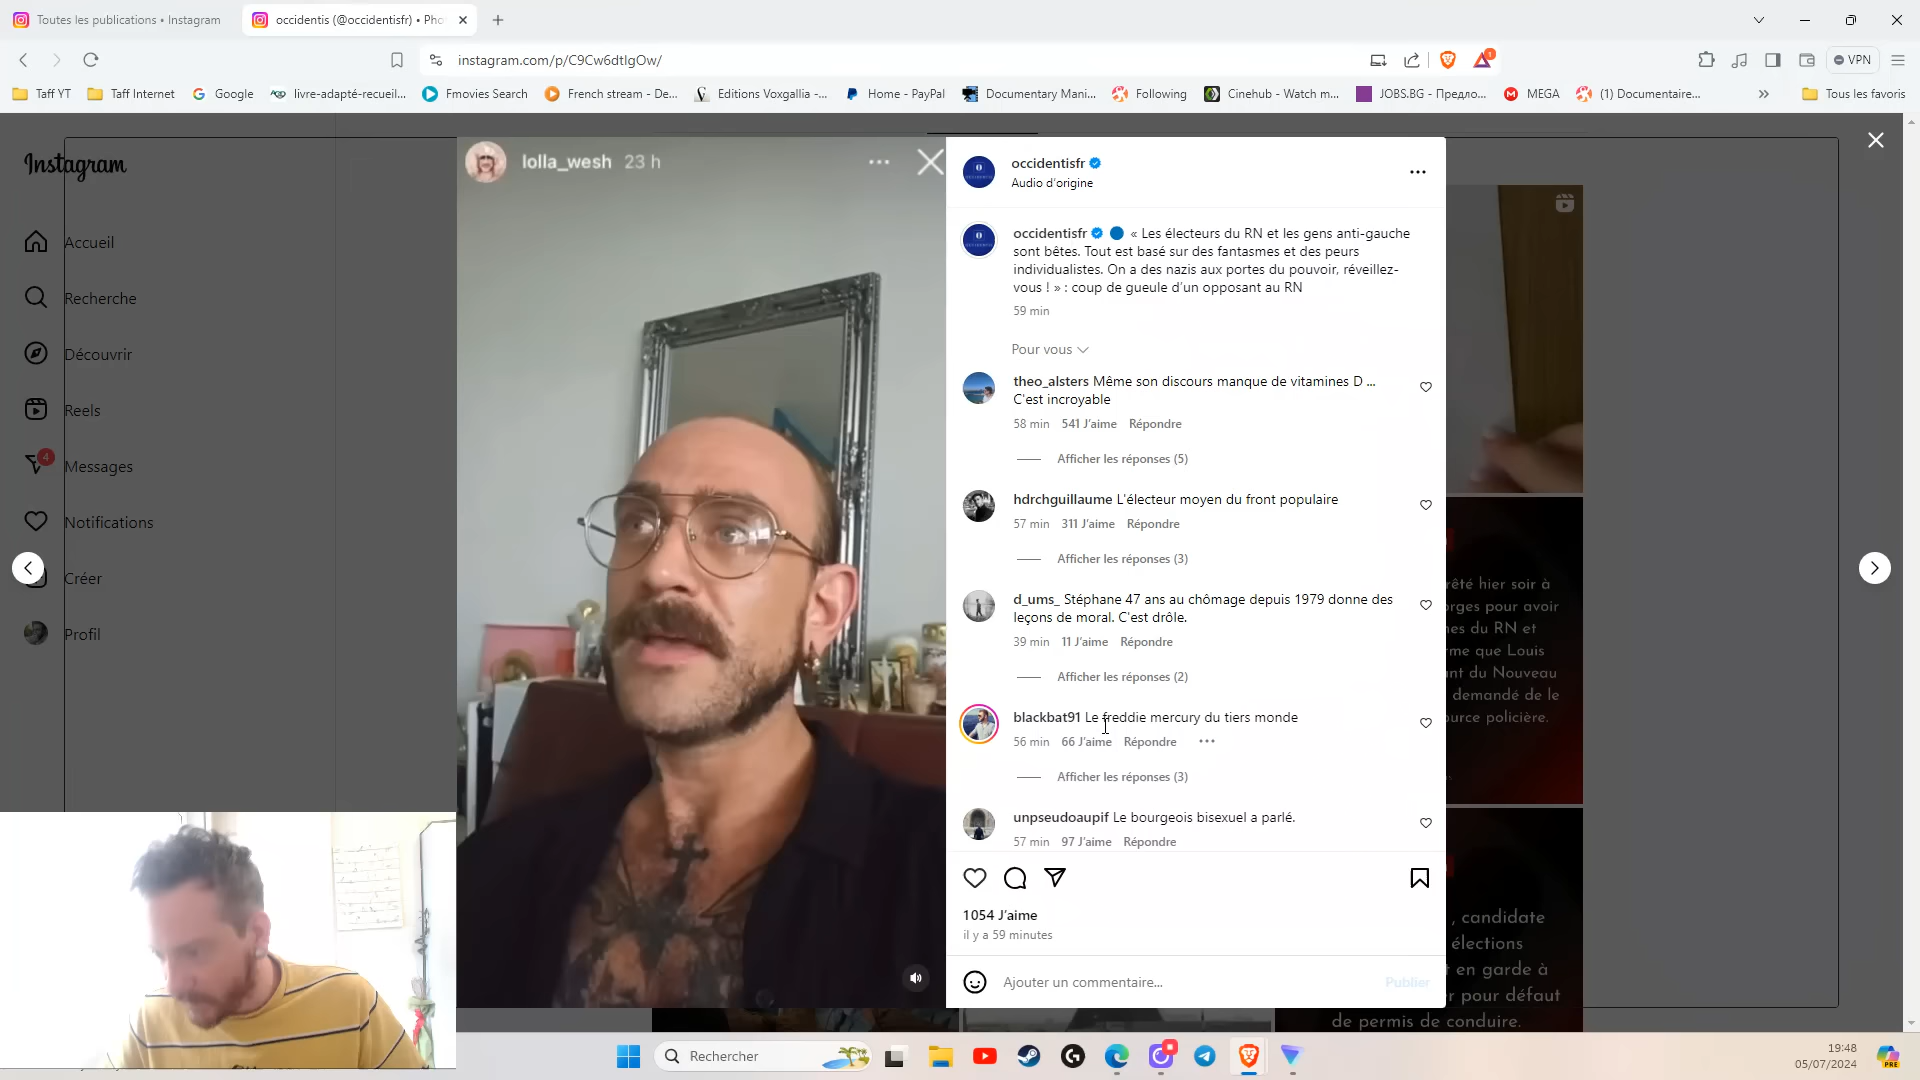 Toutes les publications • Instagram
occidentis (@occidentisfr) • Pho
instagram.com/p/C9Cw6dtIgOw/
1
VPN
Taff YT
Taff Internet
Google
livre-adapté-recueil...
Fmovies Search
French stream - De...
Editions Voxgallia -...
Home - PayPal
Documentary Mani...
Following
Cinehub - Watch m...
JOBS.BG - Предло...
MEGA
(1) Documentaire...
Tous les favoris
Instagram
Accueil
Recherche
Découvrir
Reels
4
Messages
Notifications
Créer
Profil
lolla_wesh 23 h
occidentisfr
Audio d'origine
occidentisfr « Les électeurs du RN et les gens anti-gauche
sont bêtes. Tout est basé sur des fantasmes et des peurs
individualistes. On a des nazis aux portes du pouvoir, réveillez-
vous ! » : coup de gueule d'un opposant au RN
59 min
Pour vous
theo_alsters Même son discours manque de vitamines D ...
C'est incroyable
58 min 541 J'aime Répondre
Afficher les réponses (5)
hdrchguillaume L'électeur moyen du front populaire
57 min 311 J'aime Répondre
Afficher les réponses (3)
d_ums_ Stéphane 47 ans au chômage depuis 1979 donne des
leçons de moral. C'est drôle.
39 min 11 J'aime Répondre
Afficher les réponses (2)
blackbat91 Le freddie mercury du tiers monde
56 min 66 J'aime Répondre
Afficher les réponses (3)
unpseudoaupif Le bourgeois bisexuel a parlé.
57 min 97 J'aime Répondre
1054 J'aime
il y a 59 minutes
Ajouter un commentaire...
Publier
rêté hier soir à
orges pour avoir
nes du RN et
rme que Louis
nt du Nouveau
demandé de le
urce policière.
, candidate
élections
t en garde à
r pour défaut
de permis de conduire.
Rechercher
19:48
05/07/2024
PRE